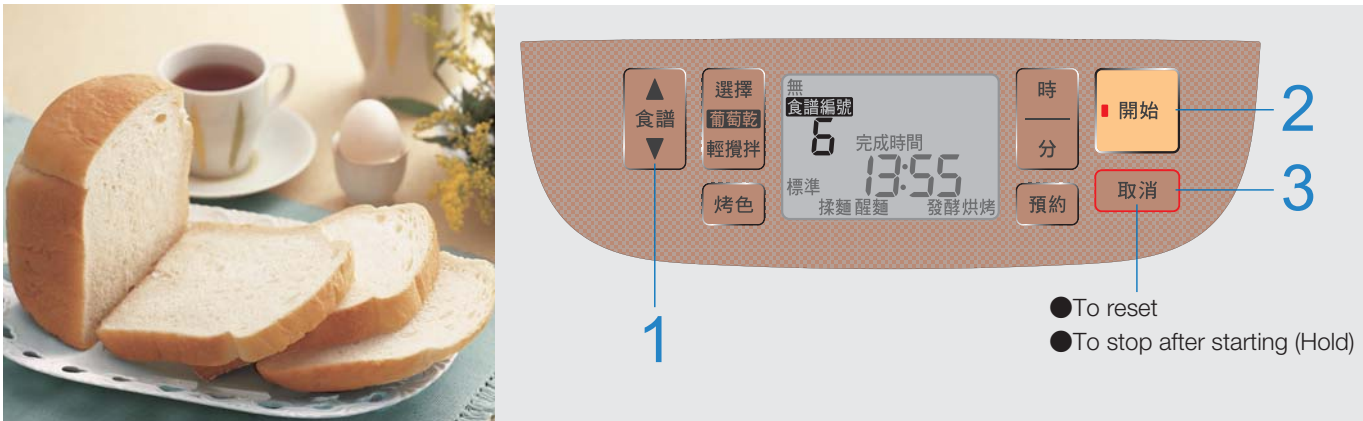 ▲
食譜
▼
選擇
葡萄乾
輕攪拌
烤色
無
食譜編號
6
完成時間
13:55
標準
揉麵 醒麵 發酵 烘烤
時
分
預約
開始
取消
1
2
3
●To reset
●To stop after starting (Hold)